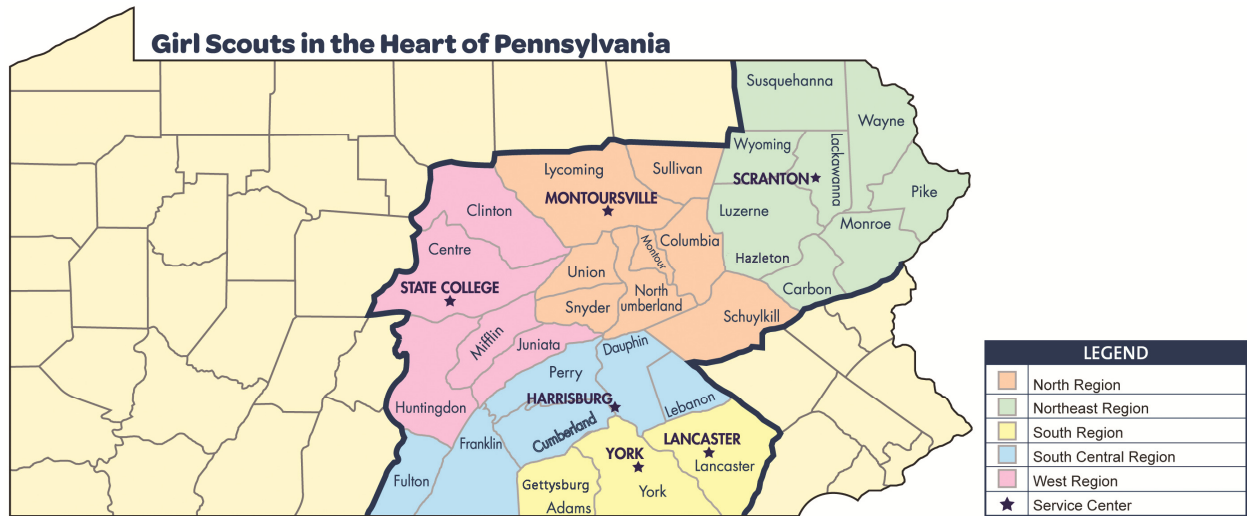 Girl Scouts in the Heart of Pennsylvania
Susquehanna
Wayne
Wyoming
Lackawanna
SCRANTON
Pike
Luzerne
Monroe
Hazleton
Carbon
Lycoming
Sullivan
MONTOURSVILLE
Columbia
Montour
Union
North
umberland
Snyder
Schuylkill
Clinton
Centre
STATE COLLEGE
Mifflin
Juniata
Huntingdon
Dauphin
Perry
HARRISBURG
Lebanon
Cumberland
Franklin
Fulton
LANCASTER
Lancaster
YORK
York
Gettysburg
Adams
LEGEND
North Region
Northeast Region
South Region
South Central Region
West Region
Service Center